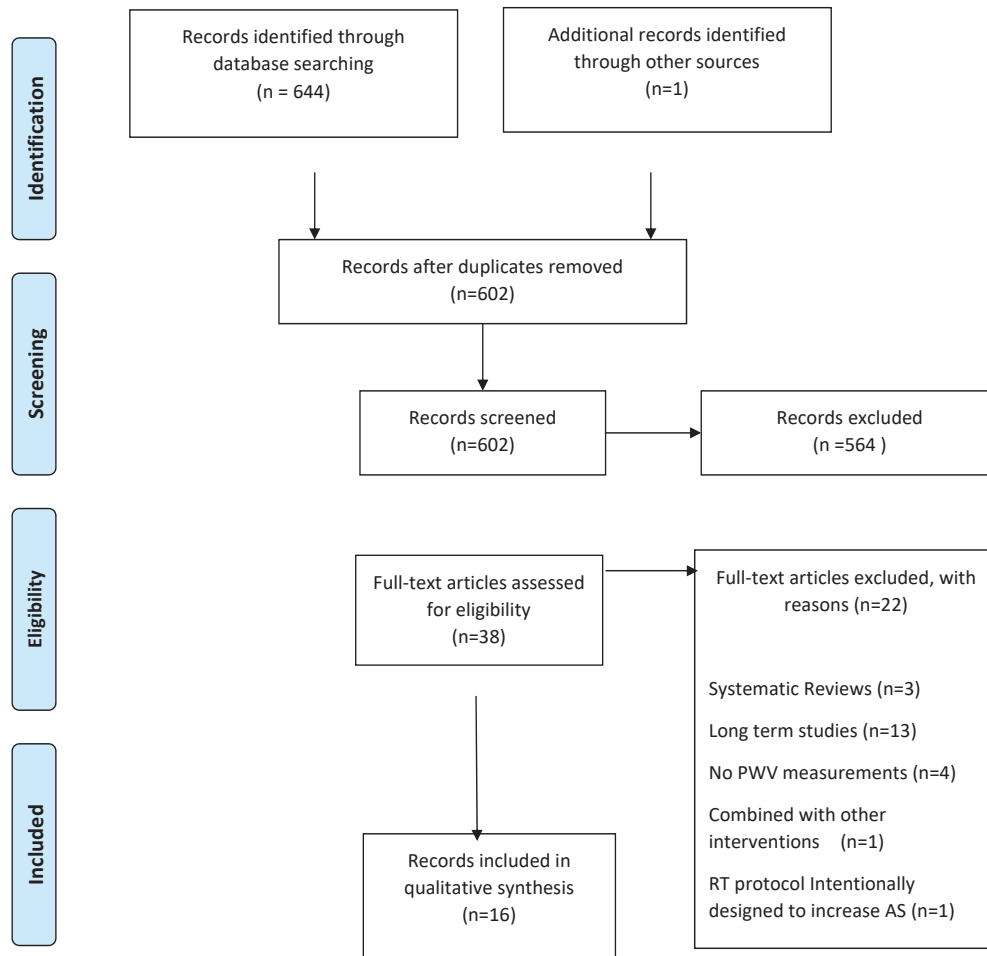 Identification
Records identified through
database searching
(n = 644)
Additional records identified
through other sources
(n=1)
Records after duplicates removed
(n=602)
Screening
Records screened
(n=602)
Records excluded
(n =564 )
Eligibility
Full-text articles assessed
for eligibility
(n=38)
Full-text articles excluded, with
reasons (n=22)
Systematic Reviews (n=3)
Long term studies (n=13)
No PWV measurements (n=4)
Combined with other
interventions (n=1)
RT protocol Intentionally
designed to increase AS (n=1)
Included
Records included in
qualitative synthesis
(n=16)